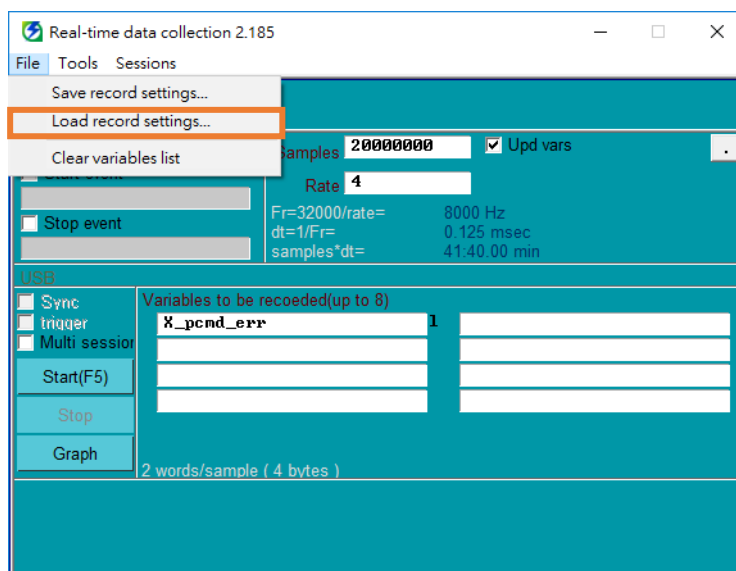 Real-time data collection 2.185
File Tools Sessions
Save record settings...
Load record settings...
Clear variables list
Samples 20000000
Upd vars
.
Rate 4
Start event
Stop event
Fr=32000/rate= 8000 Hz
dt=1/Fr= 0.125 msec
samples*dt= 41:40.00 min
USB
Sync
trigger
Multi session
Variables to be recoeded(up to 8)
X_pcmd_err 1
Start(F5)
Stop
Graph
2 words/sample ( 4 bytes )